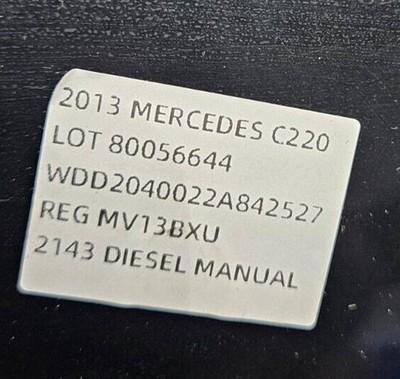 2013 MERCEDES C220
LOT 80056644
WDD2040022A842527
REG MV13BXU
2143 DIESEL MANUAL